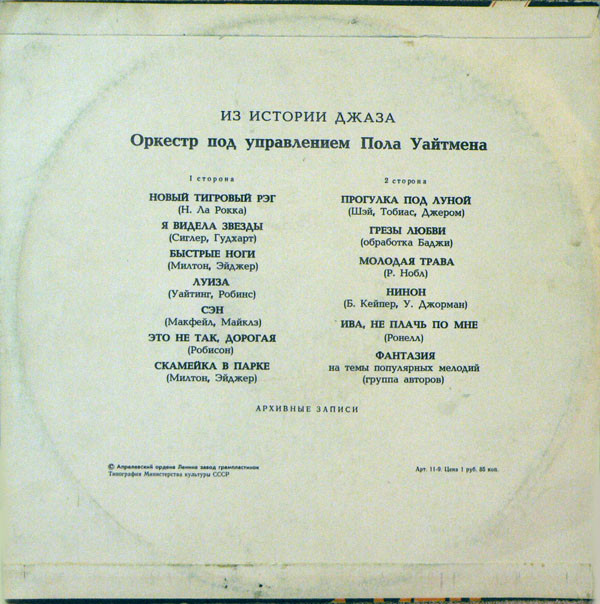 ИЗ ИСТОРИИ ДЖАЗА
Оркестр под управлением Пола Уайтмена
1 сторона
НОВЫЙ ТИГРОВЫЙ РЭГ
(Н. Ла Рокка)
Я ВИДЕЛА ЗВЕЗДЫ
(Сиглер, Гудхарт)
БЫСТРЫЕ НОГИ
(Милтон, Эйджер)
ЛУИЗА
(Уайтинг, Робинс)
СЭН
(Макфейл, Майклз)
ЭТО НЕ ТАК, ДОРОГАЯ
(Робисон)
СКАМЕЙКА В ПАРКЕ
(Милтон, Эйджер)
2 сторона
ПРОГУЛКА ПОД ЛУНОЙ
(Шэй, Тобиас, Джером)
ГРЕЗЫ ЛЮБВИ
(обработка Баджи)
МОЛОДАЯ ТРАВА
(Р. Нобл)
НИНОН
(Б. Кейпер, У. Джорман)
ИВА, НЕ ПЛАЧЬ ПО МНЕ
(Ронелл)
ФАНТАЗИЯ
на темы популярных мелодий
(группа авторов)
АРХИВНЫЕ ЗАПИСИ
© Апрелевский ордена Ленина завод грампластинок
Типография Министерства культуры СССР
Арт. 11-9. Цена 1 руб. 88 коп.